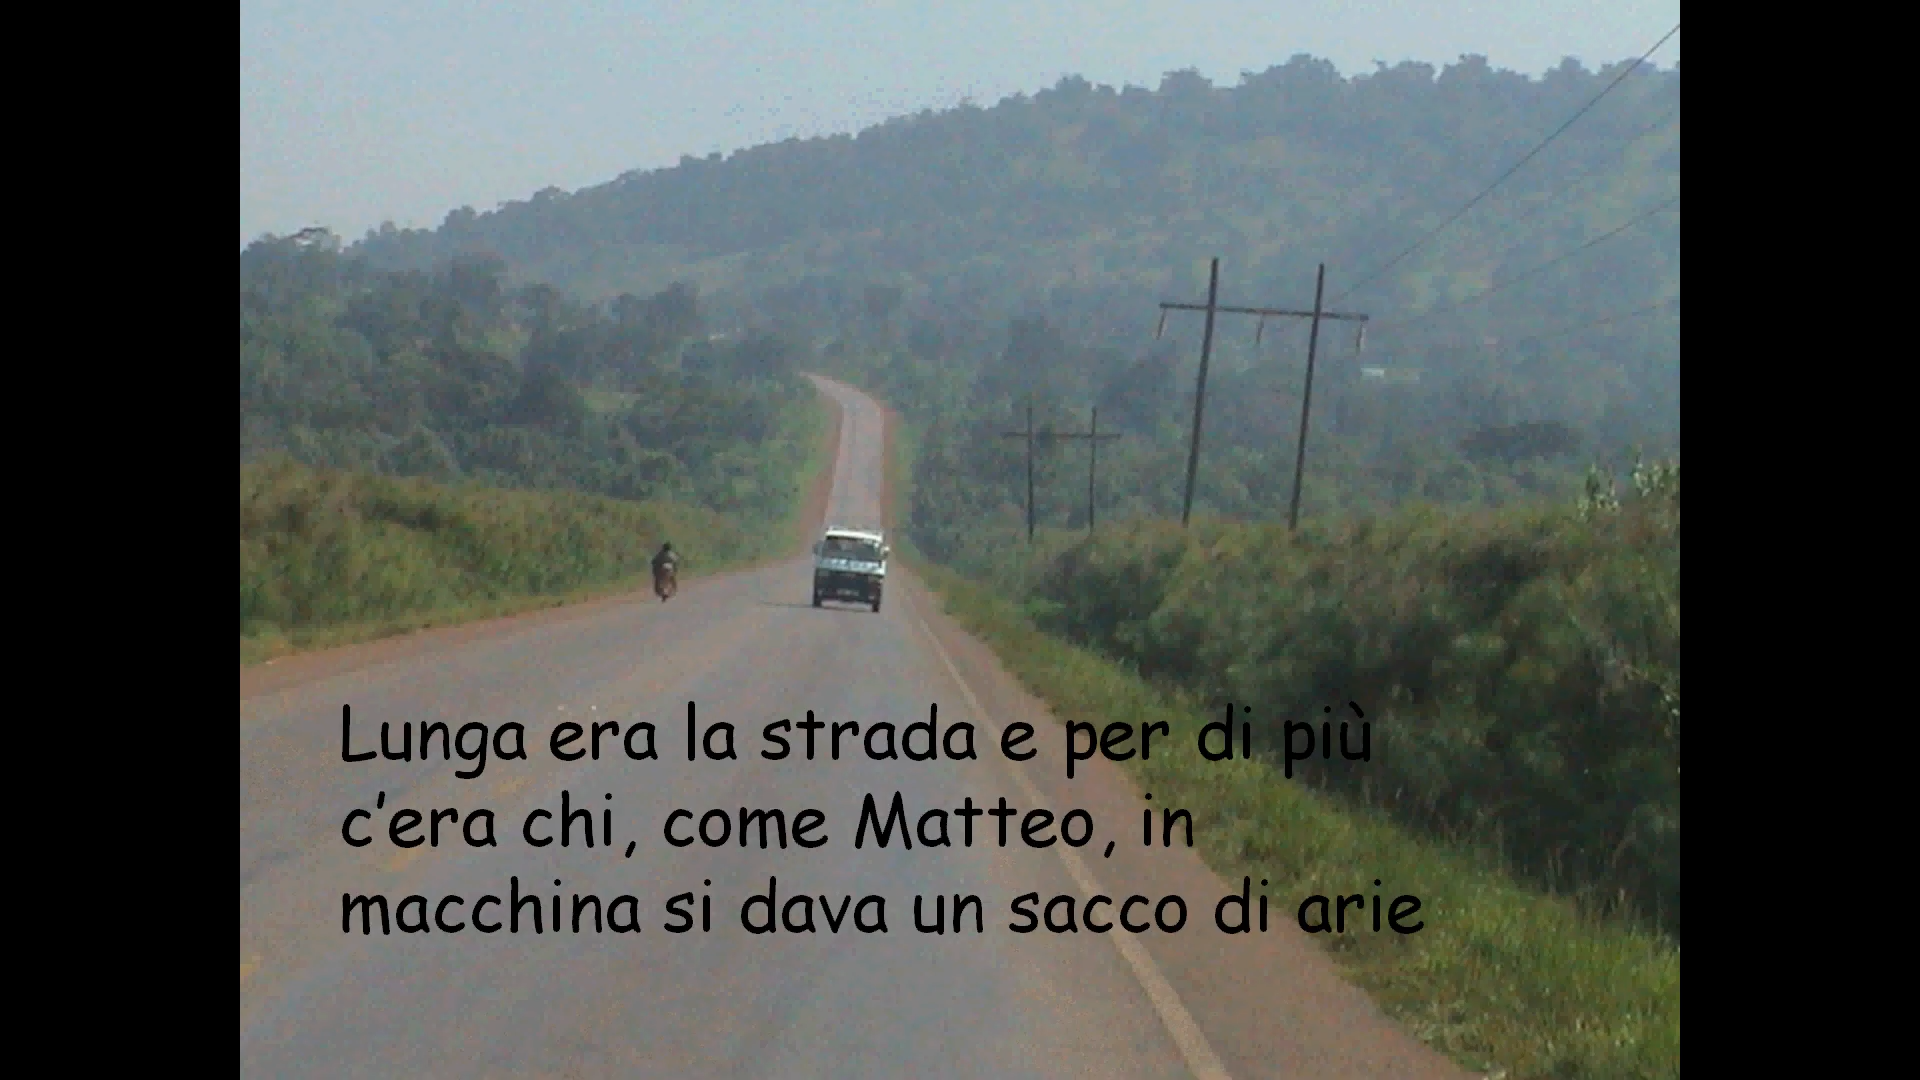 Lunga era la strada e per di più
c’era chi, come Matteo, in
macchina si dava un sacco di arie